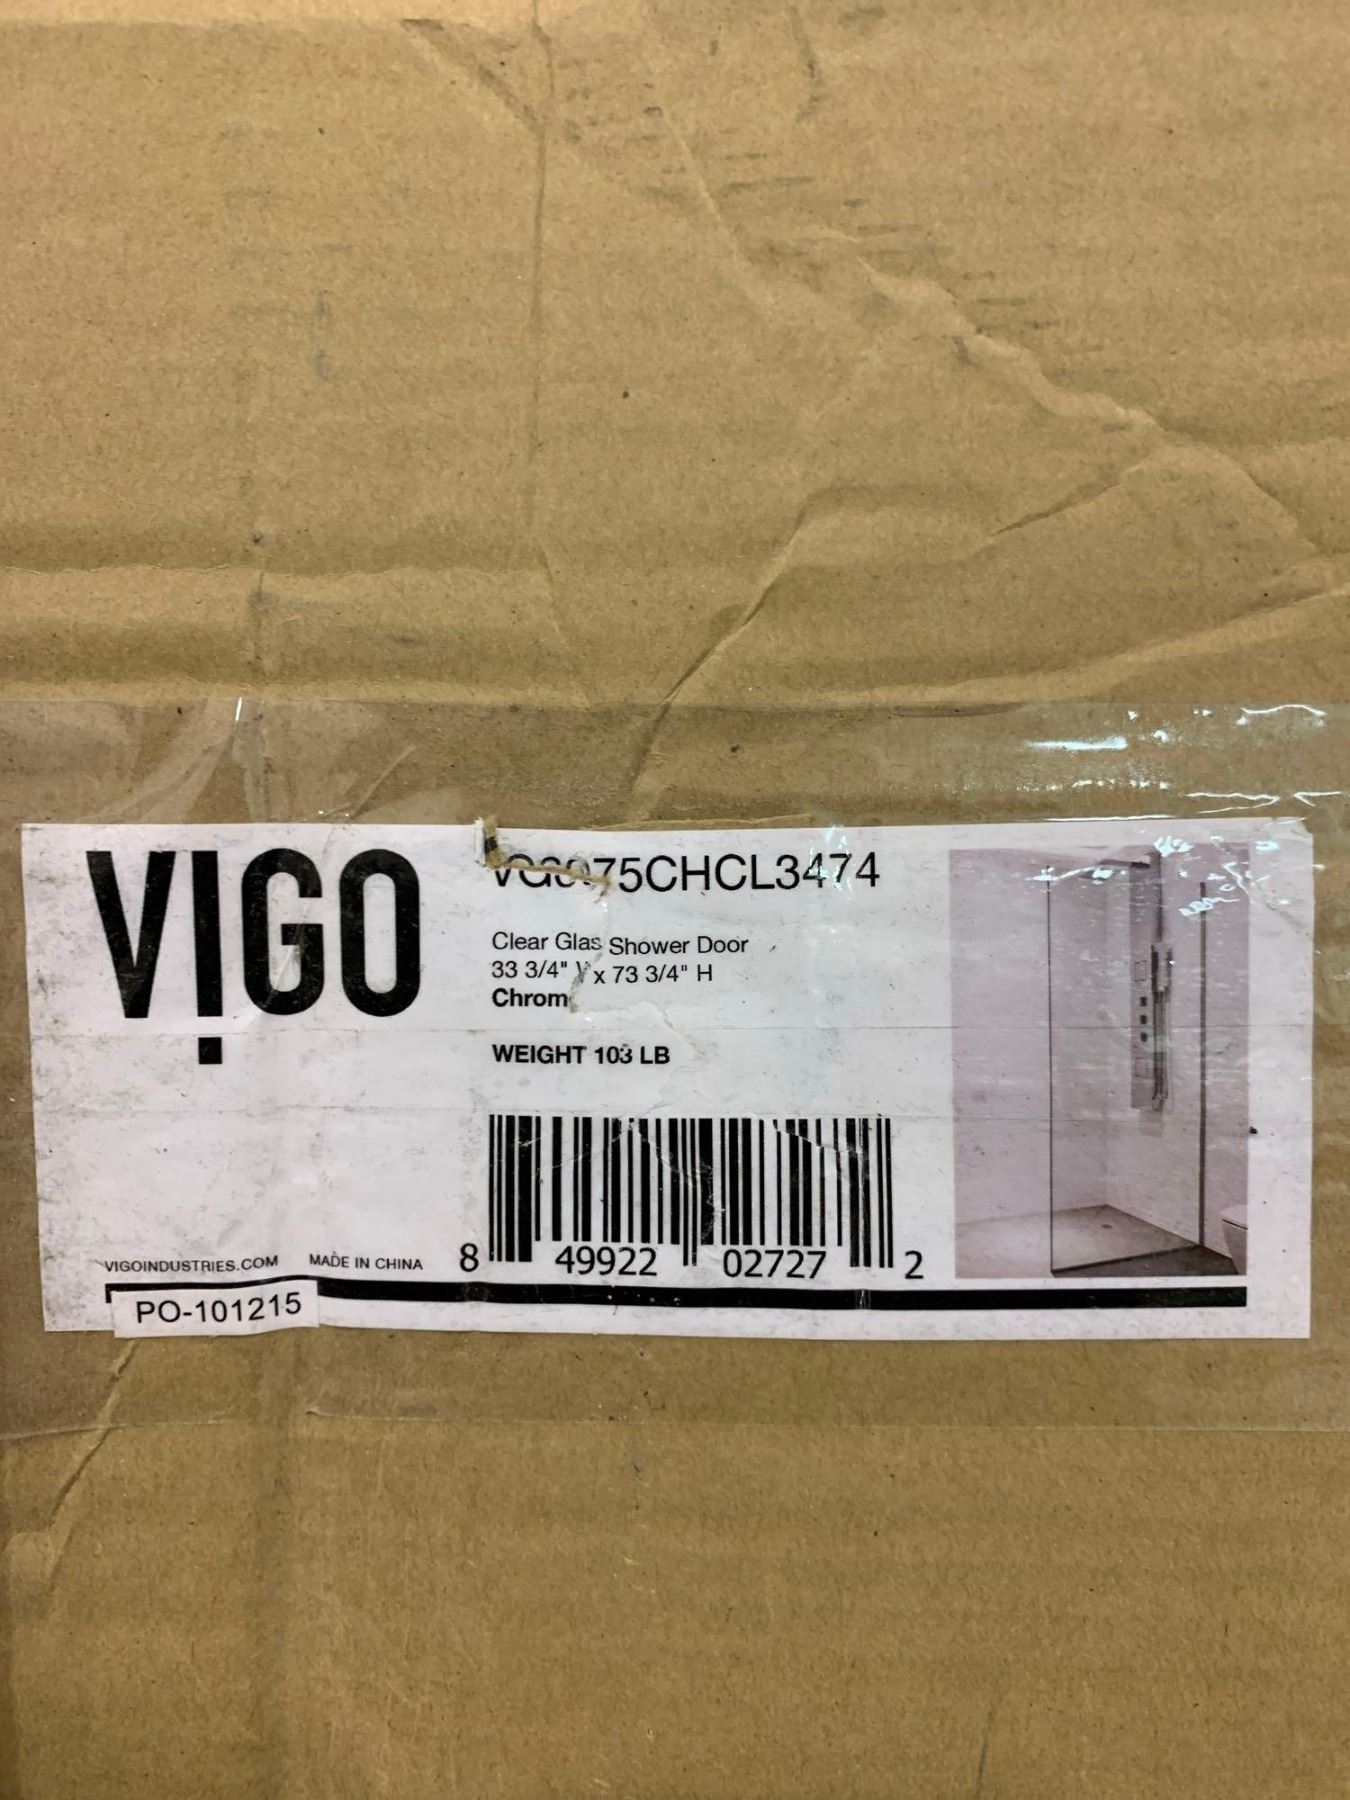 VIGO
75CHCL3474
Clear Glas Shower Door
33 3/4" x 73 3/4" H
Chrom
WEIGHT 103 LB
8 49922 02727 2
VIGOINDUSTRIES.COM MADE IN CHINA
PO-101215